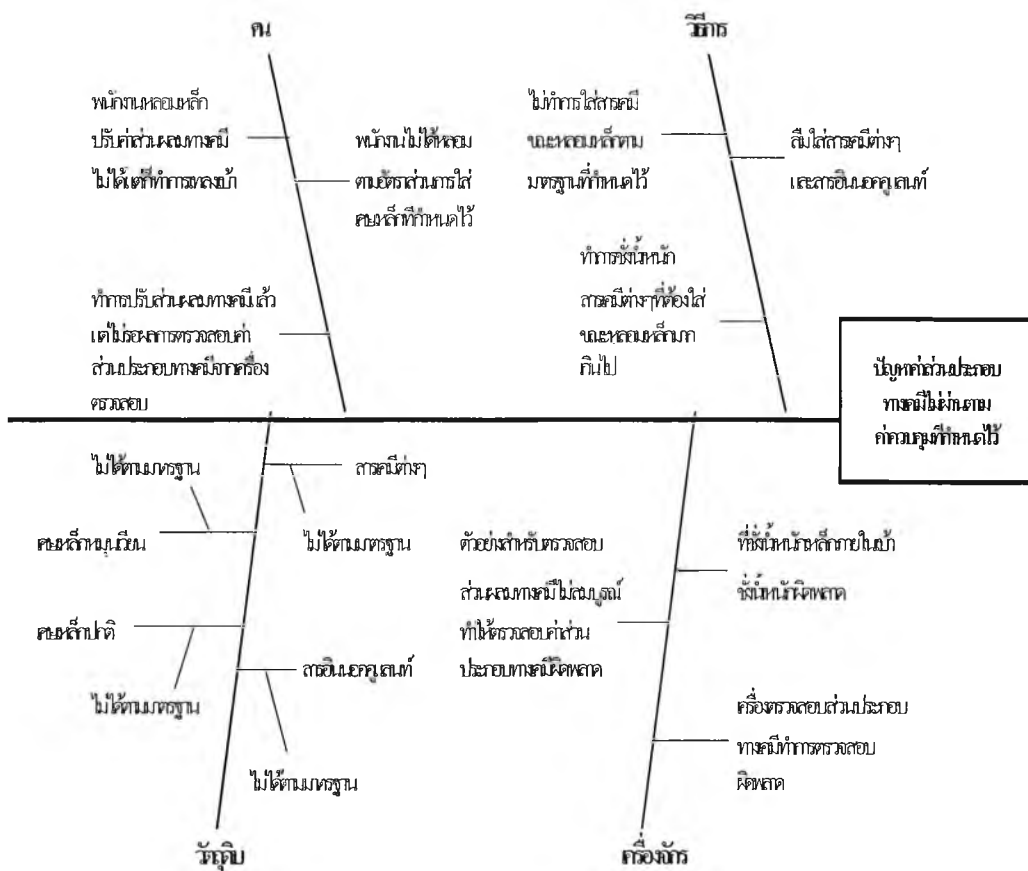 คน
วิธีการ
พนักงานหลอมเหล็ก
ปรับค่าส่วนผสมทางเคมี
ไม่ได้แต่ก็ทำการเทลงเบ้า
พนักงานไม่ได้หลอม
ตามอัตราส่วนการใส่
เศษเหล็กที่กำหนดไว้
ทำการปรับส่วนผสมทางเคมีแล้ว
แต่ไม่รอผลการตรวจสอบค่า
ส่วนประกอบทางเคมีจากเครื่อง
ตรวจสอบ
ไม่ทำการใส่สารเคมี
ขณะหลอมเหล็กตาม
มาตรฐานที่กำหนดไว้
ลืมใส่สารเคมีต่างๆ
และสารอินนอคคูแลนท์
ทำการชั่งน้ำหนัก
สารเคมีต่างๆที่ต้องใส่
ขณะหลอมเหล็กมาก
เกินไป
ปัญหาค่าส่วนประกอบ
ทางเคมีไม่ผ่านตาม
ค่าควบคุมที่กำหนดไว้
ไม่ได้ตามมาตรฐาน
สารเคมีต่างๆ
เศษเหล็กหมุนเวียน
ไม่ได้ตามมาตรฐาน
เศษเหล็กปกติ
สารอินนอคคูแลนท์
ไม่ได้ตามมาตรฐาน
ไม่ได้ตามมาตรฐาน
ตัวอย่างสำหรับตรวจสอบ
ส่วนผสมทางเคมีไม่สมบูรณ์
ทำให้ตรวจสอบค่าส่วน
ประกอบทางเคมีผิดพลาด
ที่ชั่งน้ำหนักเหล็กภายในเบ้า
ชั่งน้ำหนักผิดพลาด
เครื่องตรวจสอบส่วนประกอบ
ทางเคมีทำการตรวจสอบ
ผิดพลาด
วัตถุดิบ
เครื่องจักร